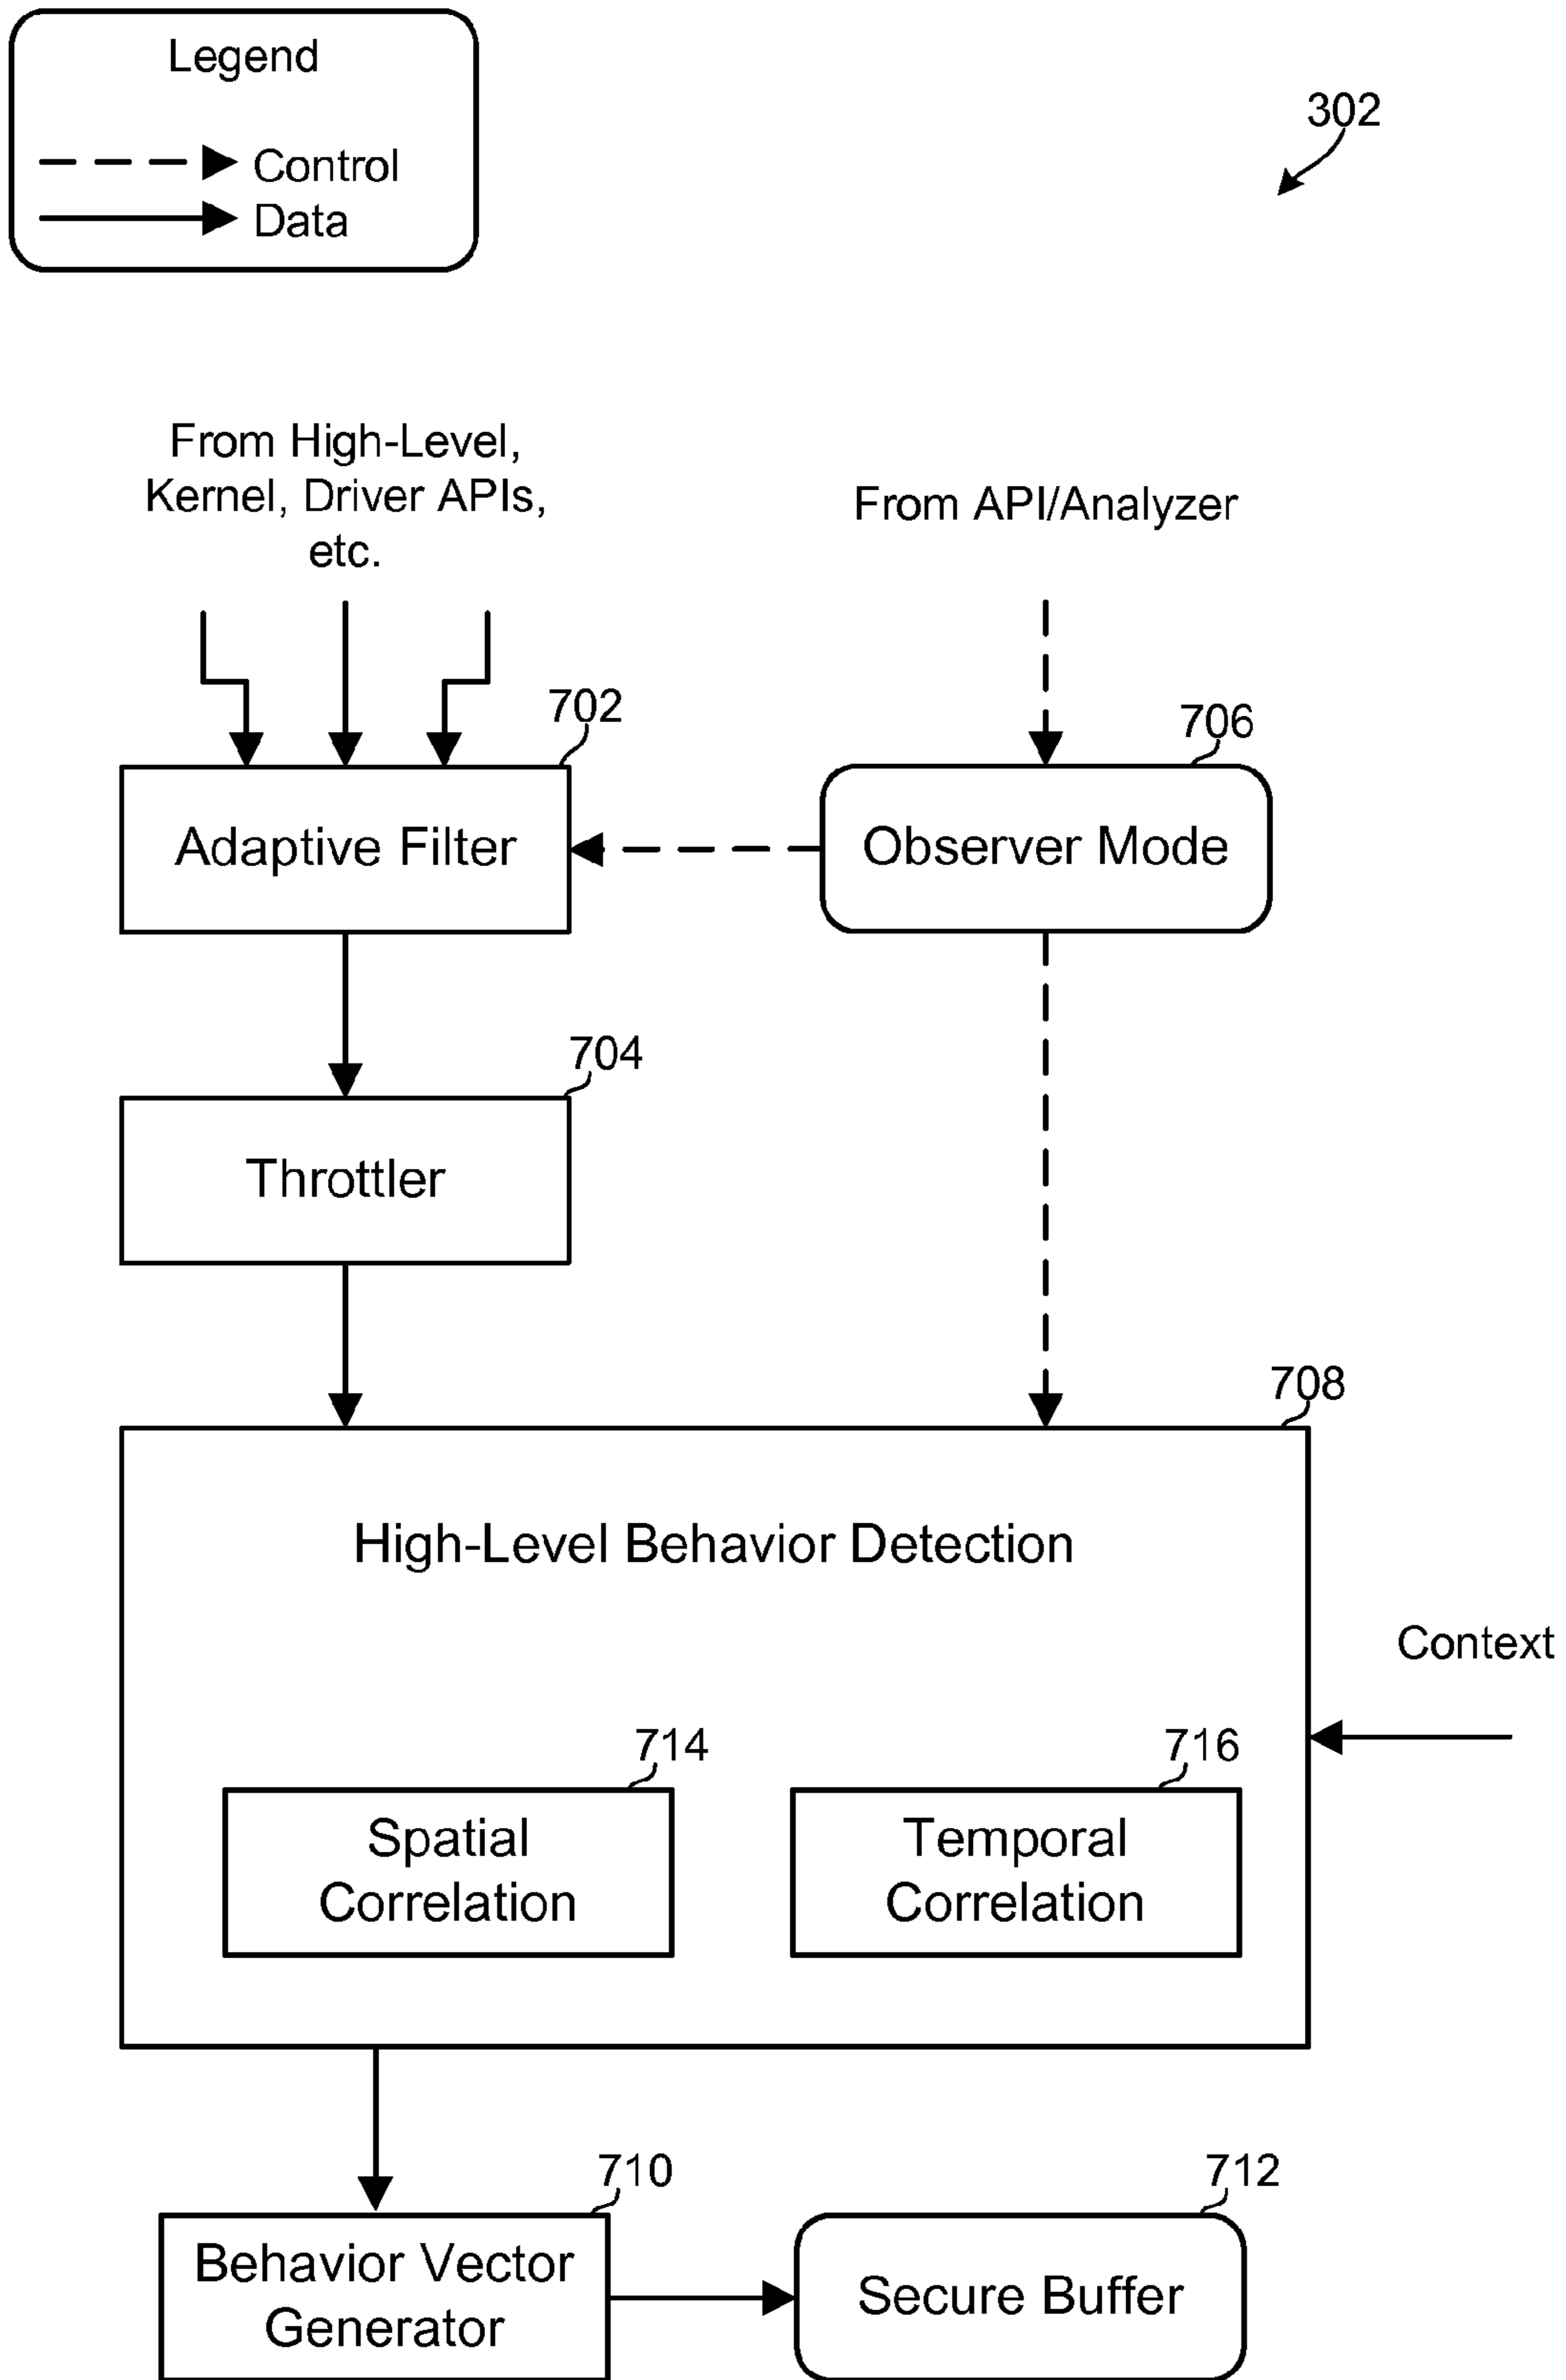 Legend
Control
Data
302
From High-Level,
Kernel, Driver APIs,
etc.
From API/Analyzer
702
706
Adaptive Filter
Observer Mode
704
Throttler
708
High-Level Behavior Detection
Context
714
716
Spatial
Correlation
Temporal
Correlation
710
712
Behavior Vector
Generator
Secure Buffer